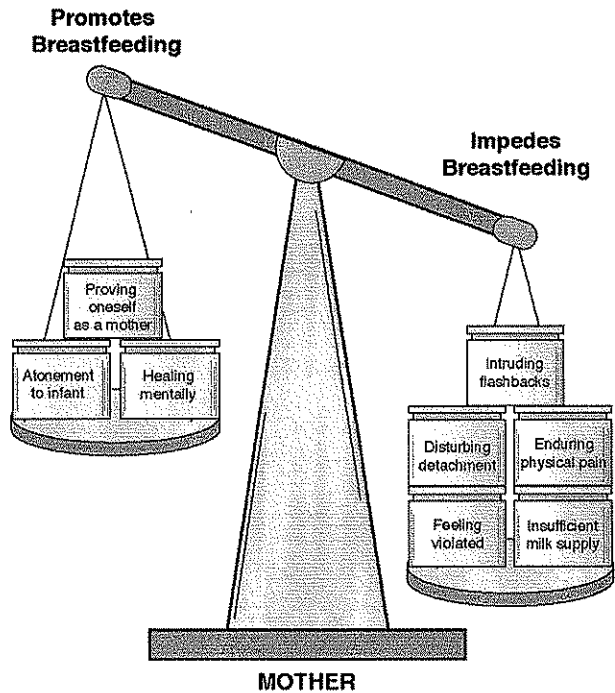 Promotes
Breastfeeding
Impedes
Breastfeeding
Proving
oneself
as a mother
Atonement
to infant
Healing
mentally
Intruding
flashbacks
Disturbing
detachment
Enduring
physical pain
Feeling
violated
Insufficient
milk supply
MOTHER